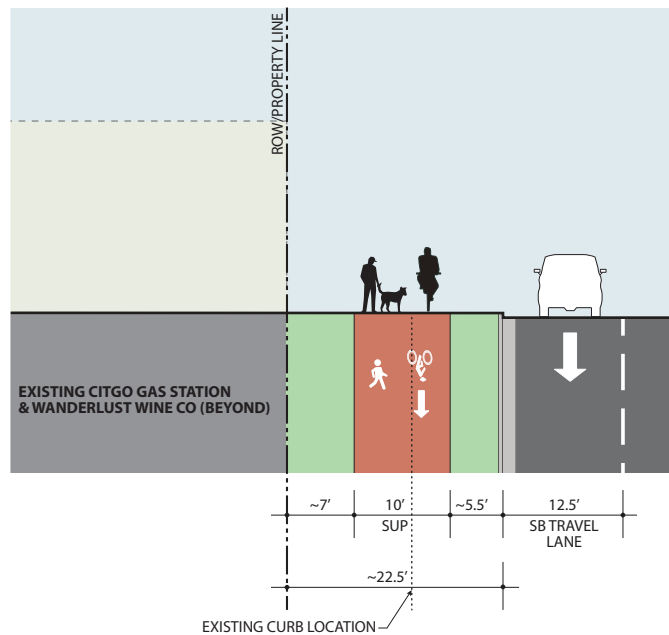 ROW/PROPERTY LINE
EXISTING CITGO GAS STATION
& WANDERLUST WINE CO (BEYOND)
~7’ 10’ ~5.5’ 12.5’
SUP SB TRAVEL
LANE
~22.5’
EXISTING CURB LOCATION